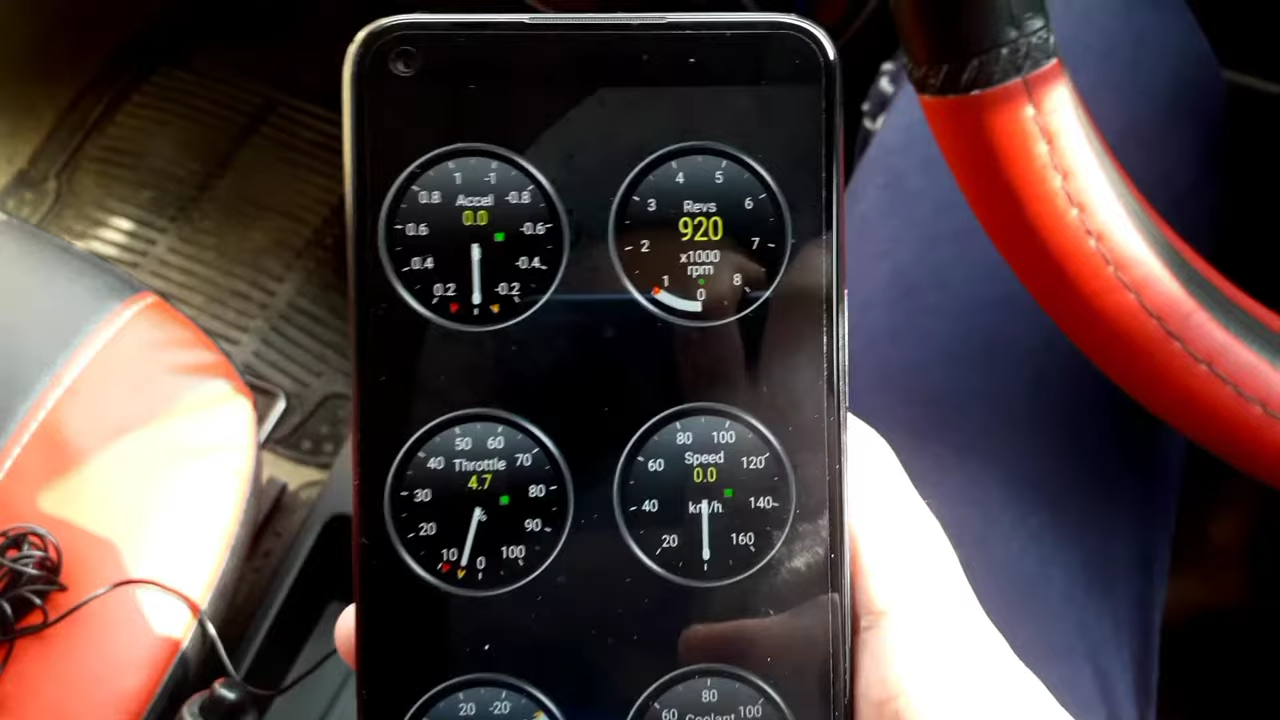 1 -1
0.8 Accel -0.8
0.0
0.6 -0.6
0.4 -0.4
0.2 -0.2
4 5
3 Revs 6
920
2 x1000 7
rpm
1 0 8
50 60
40 Throttle 70
4.7
30 80
%
20 90
10 0 100
80 100
60 Speed 120
0.0
40 km/h 140
20 160
20 -20
80
60 Coolant 100